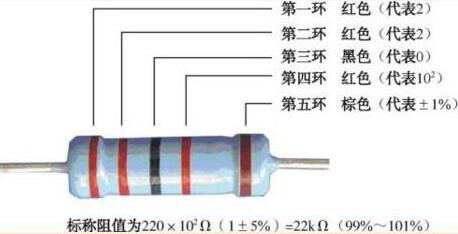 第一环 红色（代表2）
第二环 红色（代表2）
第三环 黑色（代表0）
第四环 红色（代表10²）
第五环 棕色（代表±1%）
标称阻值为220×10²Ω（1±5%）=22kΩ（99%～101%）